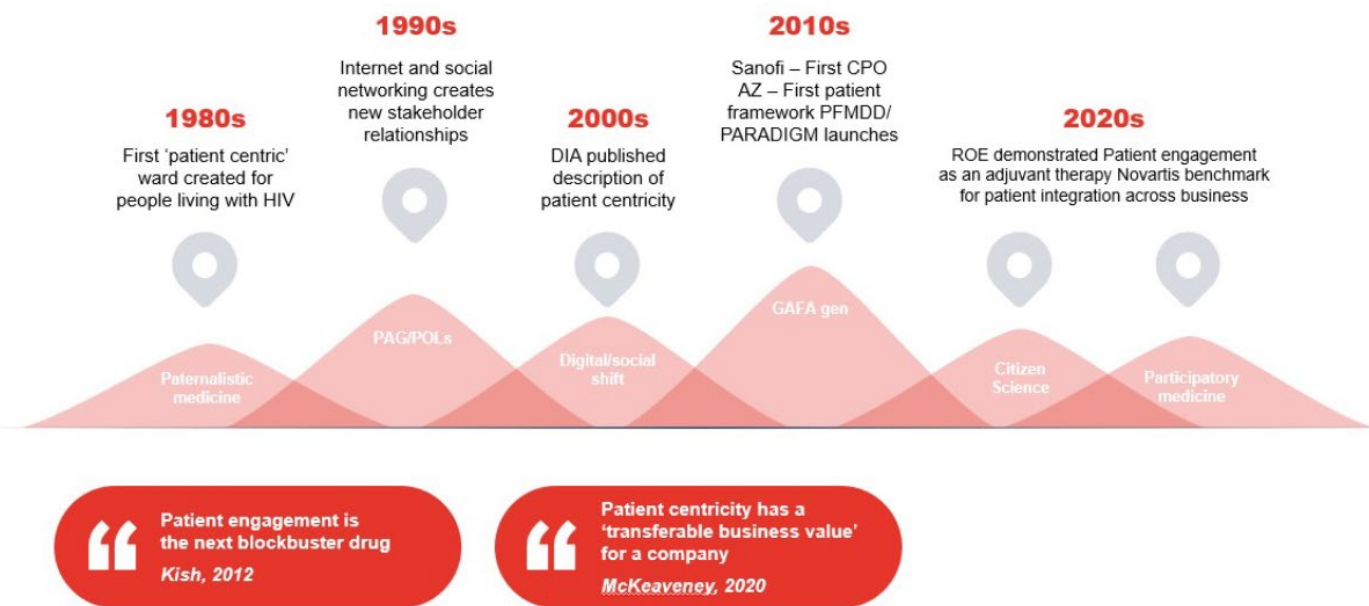 1980s
First ‘patient centric’
ward created for
people living with HIV
1990s
Internet and social
networking creates
new stakeholder
relationships
2000s
DIA published
description of
patient centricity
2010s
Sanofi – First CPO
AZ – First patient
framework PFMDD/
PARADIGM launches
2020s
ROE demonstrated Patient engagement
as an adjuvant therapy Novartis benchmark
for patient integration across business
Paternalistic
medicine
PAG/POLs
Digital/social
shift
GAFA gen
Citizen
Science
Participatory
medicine
“
Patient engagement is
the next blockbuster drug
Kish, 2012
“
Patient centricity has a
‘transferable business value’
for a company
McKeaveney, 2020